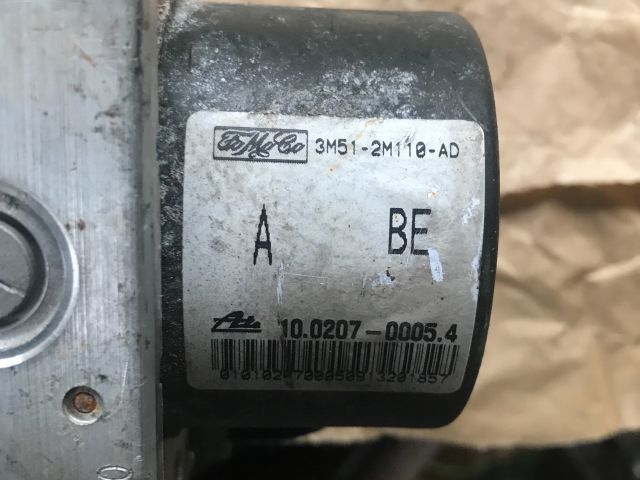 FoMoCo 3M51-2M110-AD
A BE
Ate 10.0207-0005.4